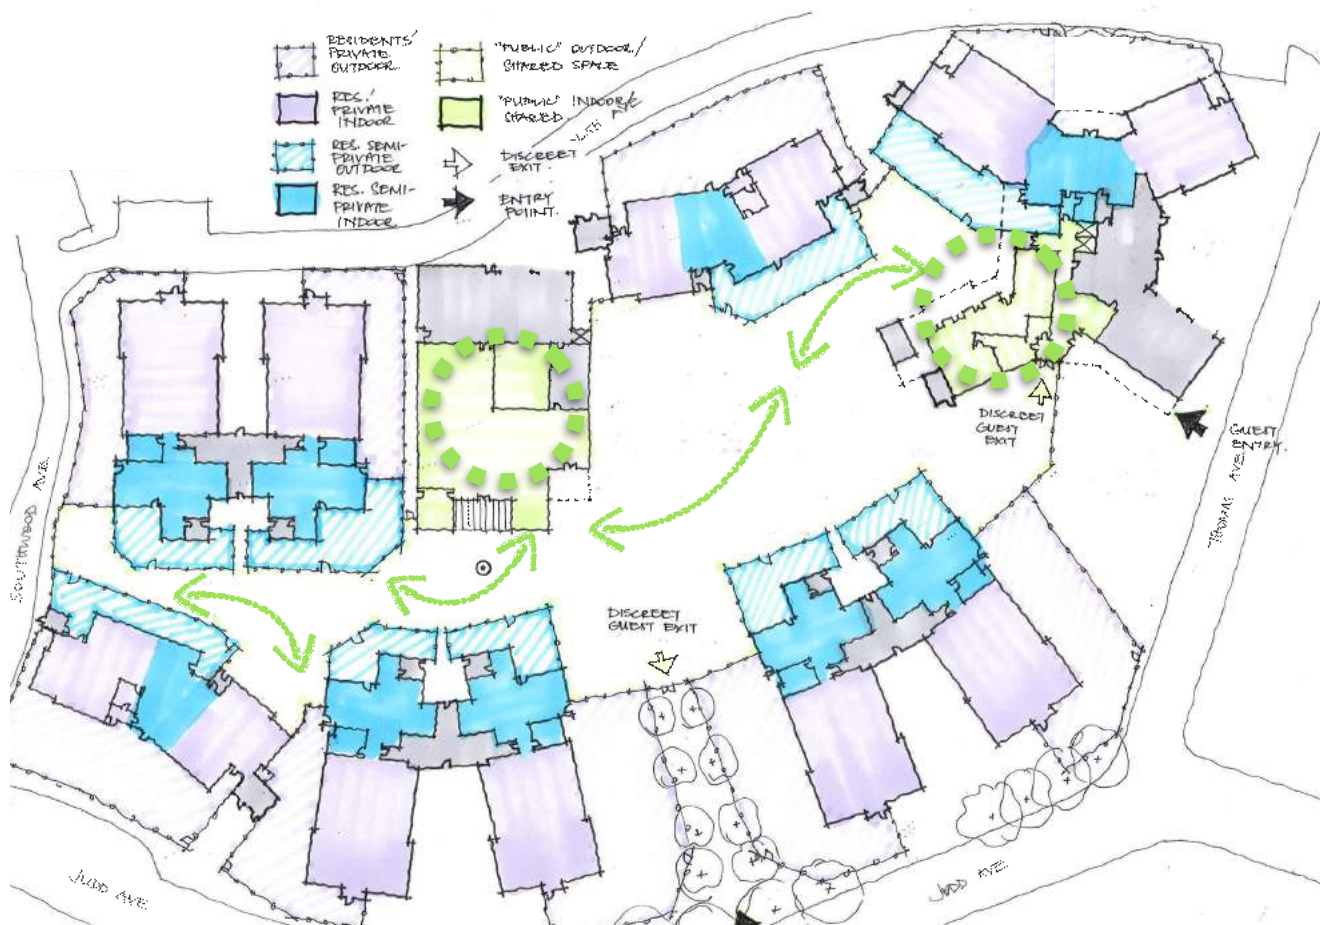 RESIDENTS'
PRIVATE
OUTDOOR.
RES.'
PRIVATE
INDOOR
RES. SEMI-
PRIVATE
OUTDOOR
RES. SEMI-
PRIVATE
INDOOR
"PUBLIC" OUTDOOR/
SHARED SPACE
"PUBLIC" INDOOR/
SHARED.
DISCREET
EXIT.
ENTRY
POINT.
AVE
DISCREET
GUEST
EXIT
GUEST
ENTRY.
THOMAS AVE.
SOUTHWOOD AVE.
DISCREET
GUEST EXIT
JUDD AVE
JUDD AVE.